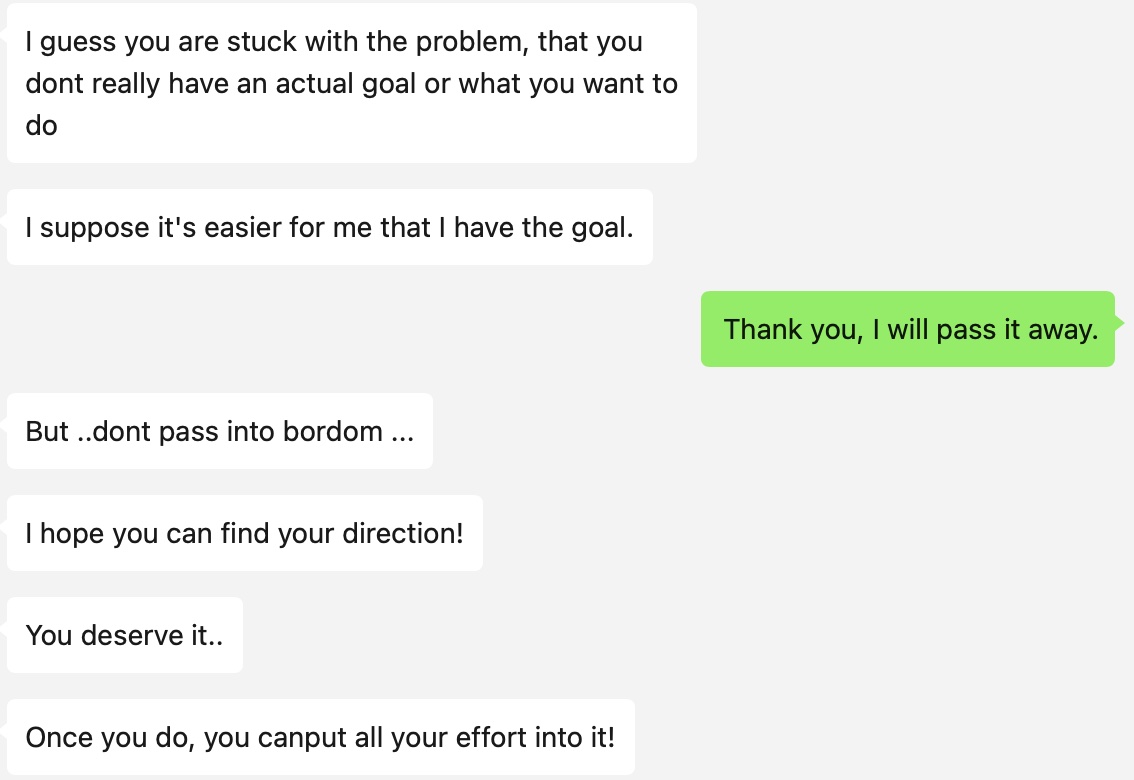 I guess you are stuck with the problem, that you
dont really have an actual goal or what you want to
do
I suppose it's easier for me that I have the goal.
Thank you, I will pass it away.
But ..dont pass into bordom ...
I hope you can find your direction!
You deserve it..
Once you do, you canput all your effort into it!